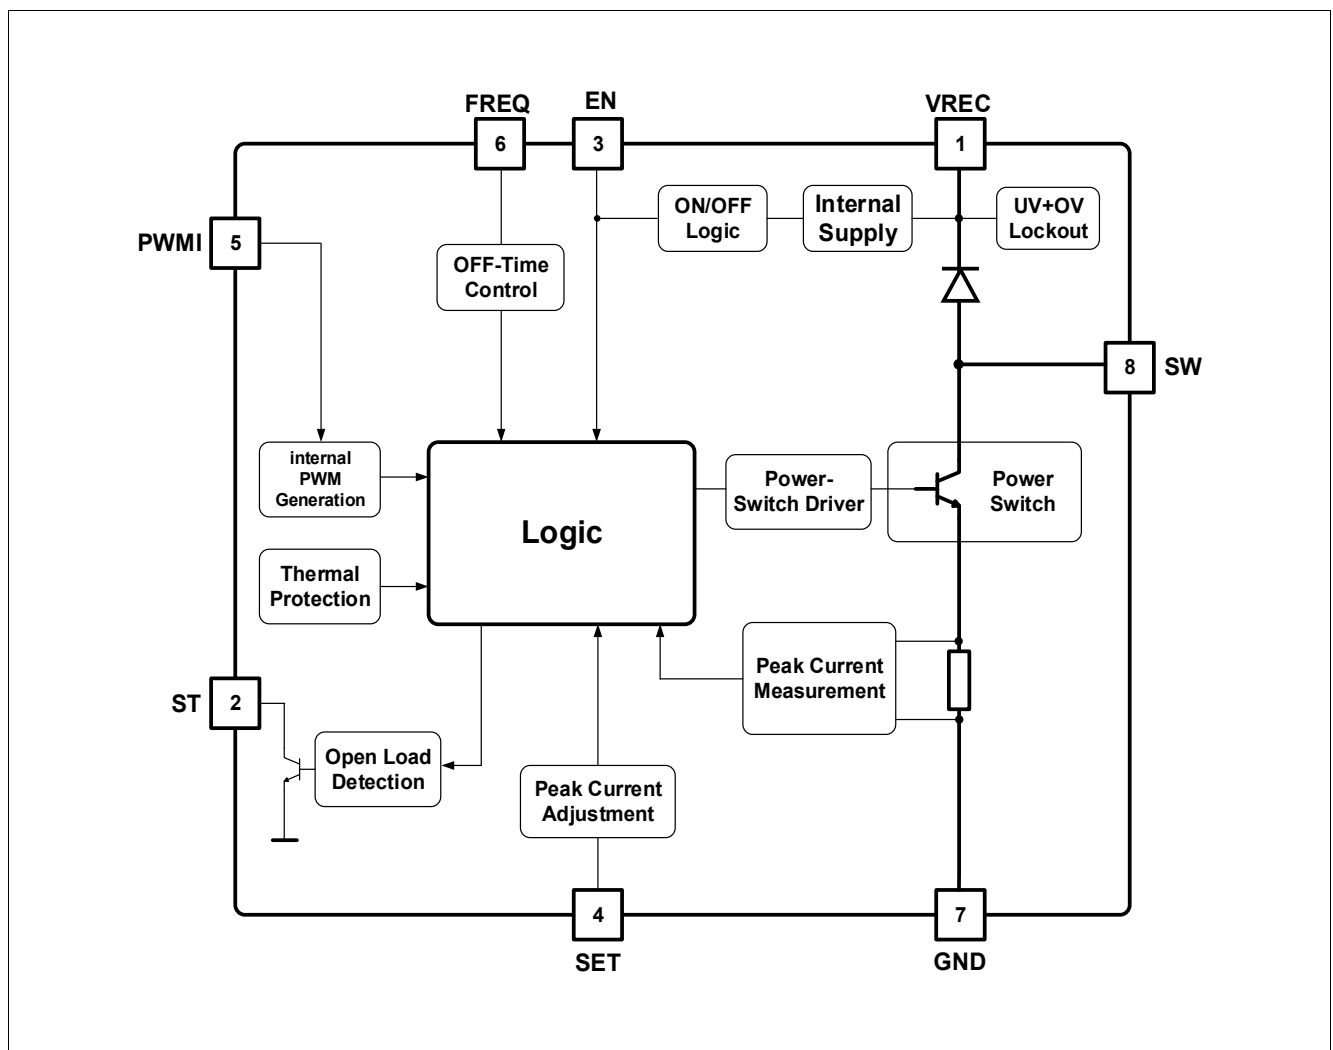 FREQ
EN
VREC
6
3
1
ON/OFF
Logic
Internal
Supply
UV+OV
Lockout
PWMI
5
OFF-Time
Control
8
SW
internal
PWM
Generation
Logic
Power-
Switch Driver
Power
Switch
Thermal
Protection
Peak Current
Measurement
ST
2
Open Load
Detection
Peak Current
Adjustment
4
7
SET
GND